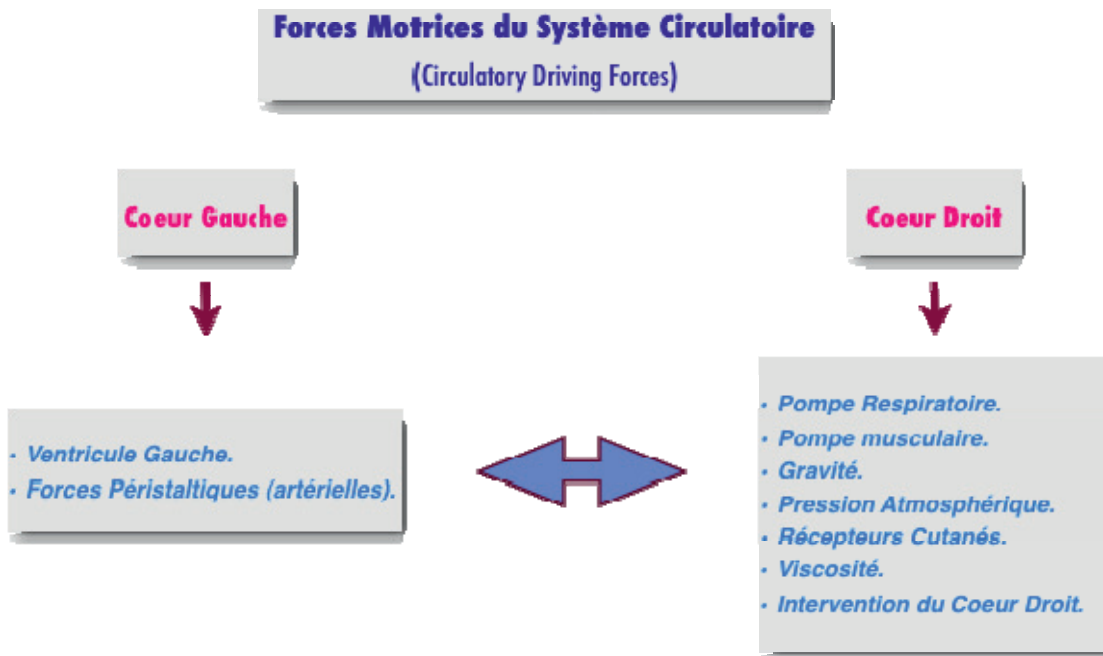 Forces Motrices du Système Circulatoire
(Circulatory Driving Forces)
Coeur Gauche
Coeur Droit
• Ventricule Gauche.
• Forces Péristaltiques (artérielles).
• Pompe Respiratoire.
• Pompe musculaire.
• Gravité.
• Pression Atmosphérique.
• Récepteurs Cutanés.
• Viscosité.
• Intervention du Coeur Droit.